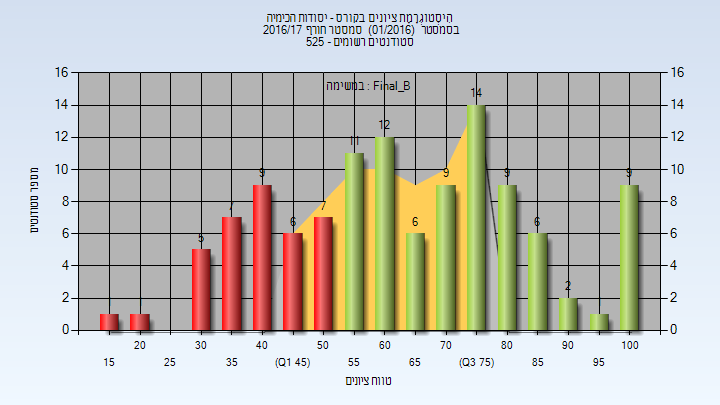 היסטוגרמת ציונים בקורס - יסודות הכימיה
בסמסטר (01/2016) סמסטר חורף 2016/17
סטודנטים רשומים - 525
במשימה : Final_B
מספר סטודנטים
16 14 12 10 8 6 4 2 0
16 14 12 10 8 6 4 2 0
1 1 5 7 9 6 7 11 12 6 9 14 9 6 2 1 9
20 30 40 50 60 70 80 90 100
15 25 35 (Q1 45) 55 65 (Q3 75) 85 95
טווח ציונים